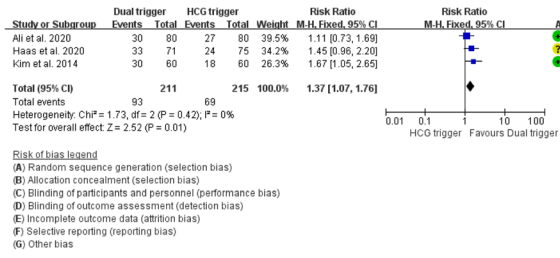 Dual trigger HCG trigger Risk Ratio Risk Ratio
Study or Subgroup Events Total Events Total Weight M-H, Fixed, 95% CI M-H, Fixed, 95% CI A
Ali et al. 2020 30 80 27 80 39.5% 1.11 [0.73, 1.69] +
Haas et al. 2020 33 71 24 75 34.2% 1.45 [0.96, 2.20] ?
Kim et al. 2014 30 60 18 60 26.3% 1.67 [1.05, 2.65] +
Total (95% CI) 211 215 100.0% 1.37 [1.07, 1.76]
Total events 93 69
Heterogeneity: Chi² = 1.73, df = 2 (P = 0.42); I² = 0%
Test for overall effect: Z = 2.52 (P = 0.01)
0.01 0.1 1 10 100
HCG trigger Favours Dual trigger
Risk of bias legend
(A) Random sequence generation (selection bias)
(B) Allocation concealment (selection bias)
(C) Blinding of participants and personnel (performance bias)
(D) Blinding of outcome assessment (detection bias)
(E) Incomplete outcome data (attrition bias)
(F) Selective reporting (reporting bias)
(G) Other bias